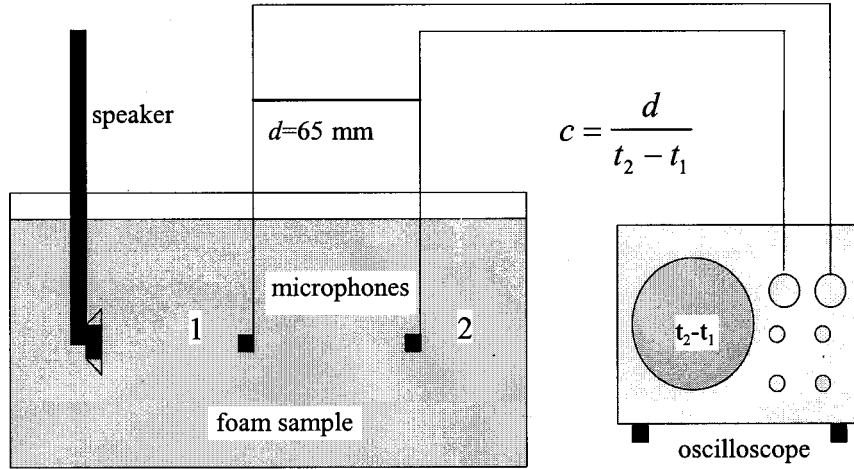 speaker
d=65 mm
c = d / (t₂ − t₁)
microphones
1
2
t₂-t₁
foam sample
oscilloscope